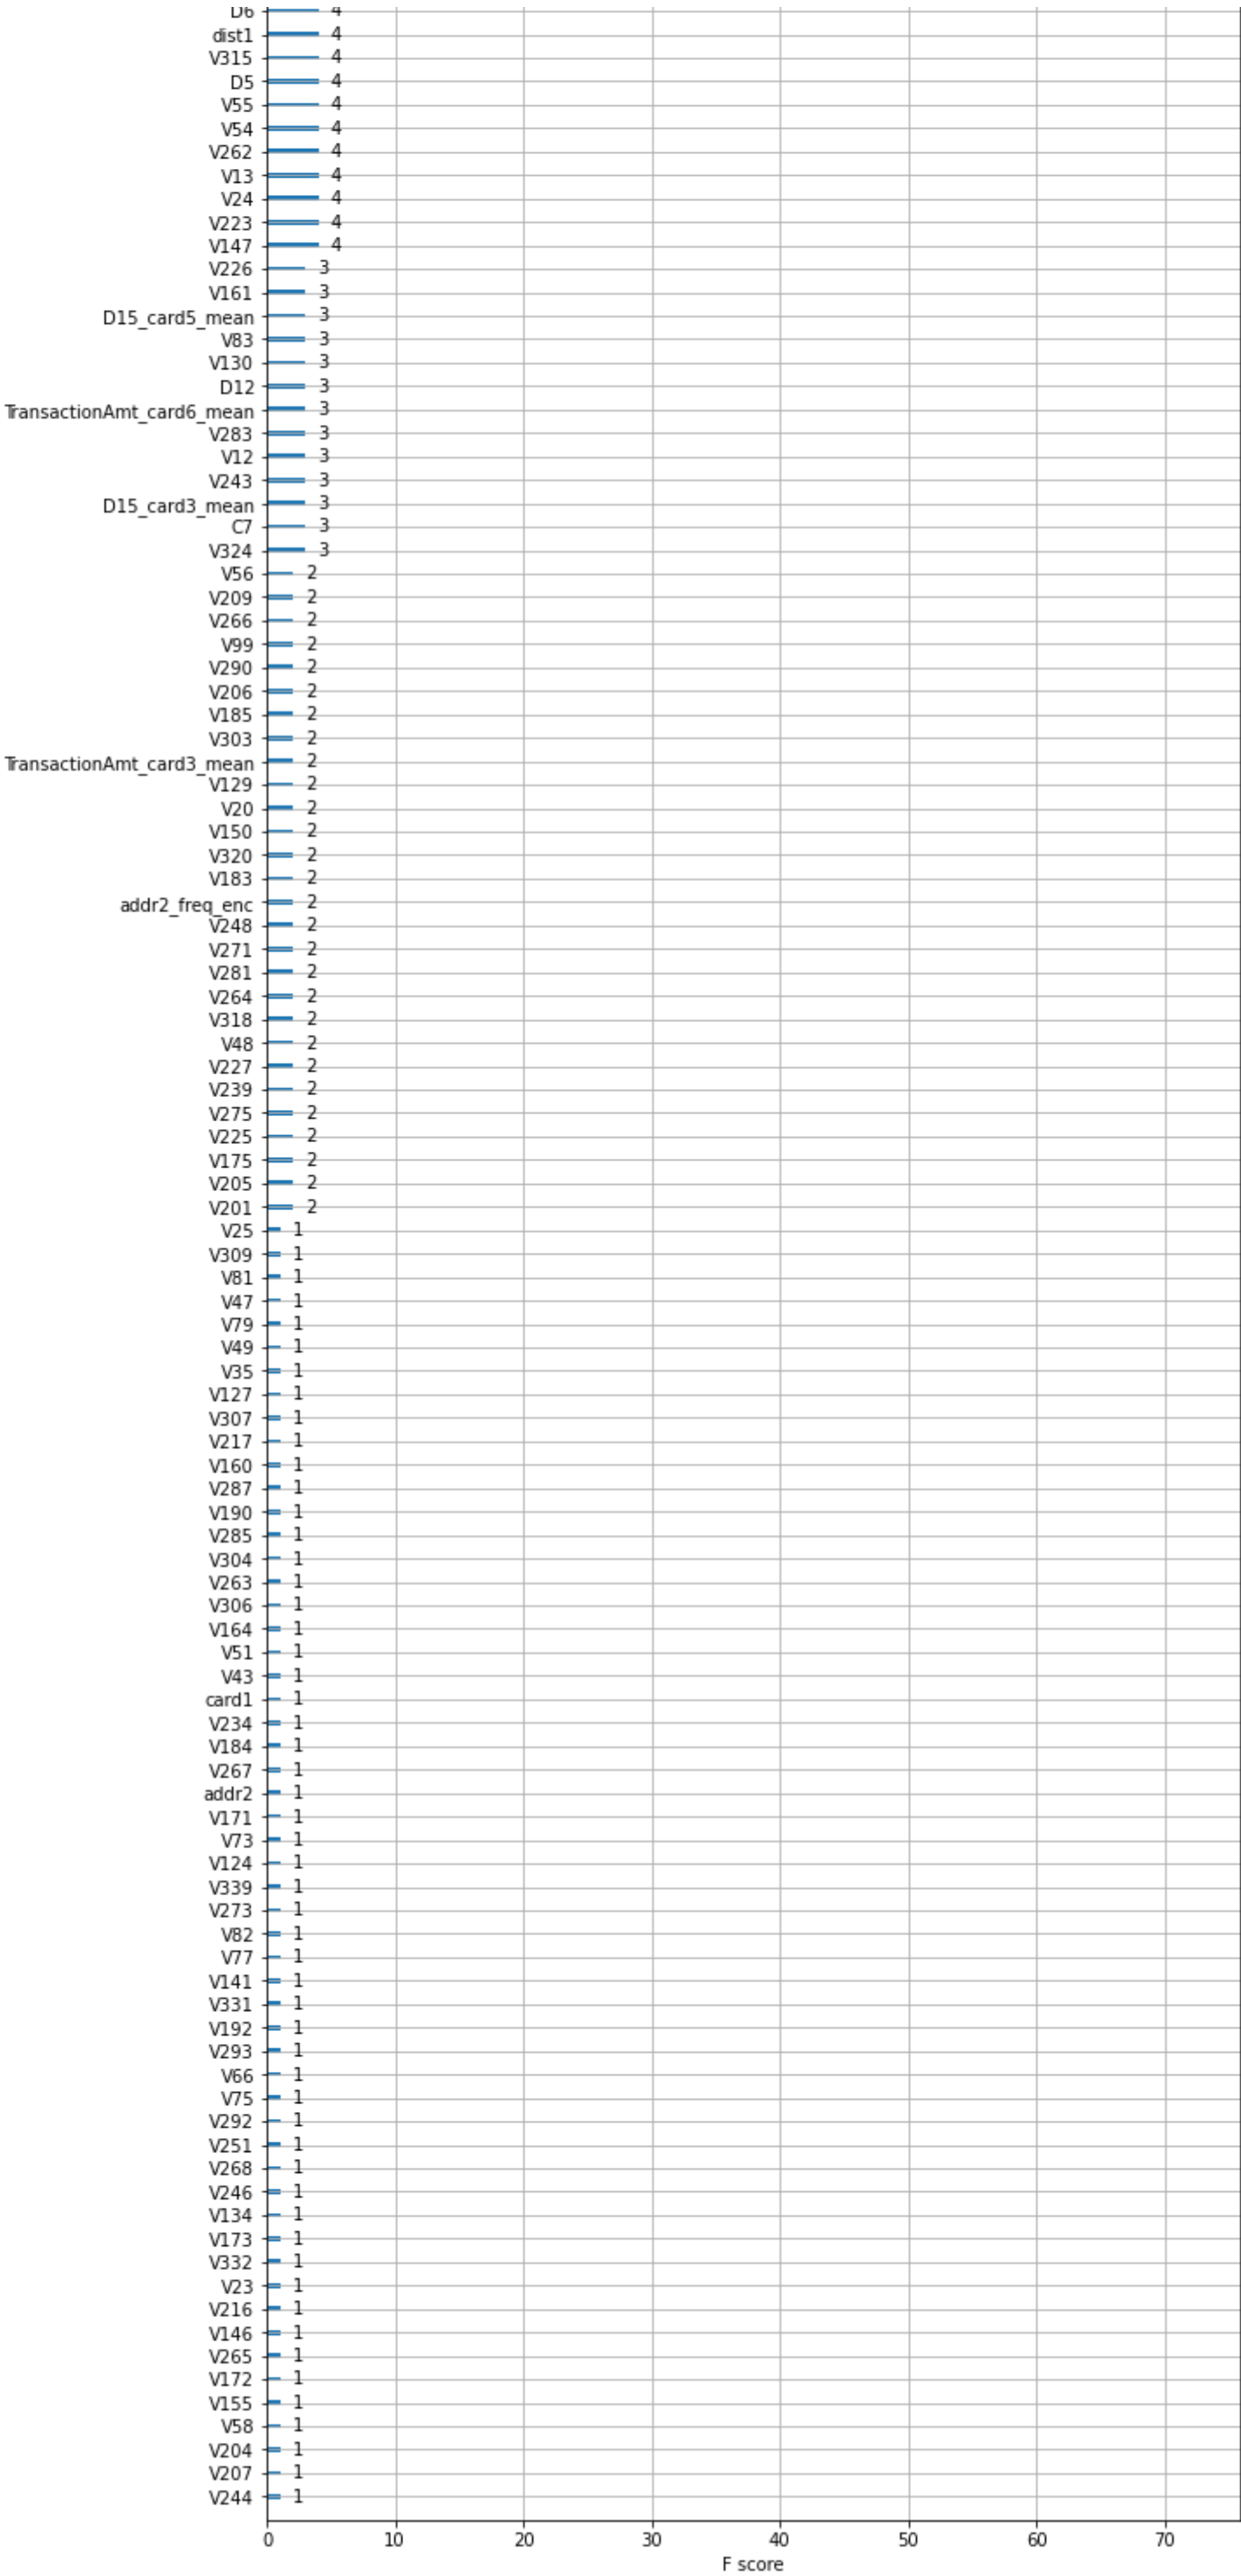 D6 4
dist1 4
V315 4
D5 4
V55 4
V54 4
V262 4
V13 4
V24 4
V223 4
V147 4
V226 3
V161 3
D15_card5_mean 3
V83 3
V130 3
D12 3
TransactionAmt_card6_mean 3
V283 3
V12 3
V243 3
D15_card3_mean 3
C7 3
V324 3
V56 2
V209 2
V266 2
V99 2
V290 2
V206 2
V185 2
V303 2
TransactionAmt_card3_mean 2
V129 2
V20 2
V150 2
V320 2
V183 2
addr2_freq_enc 2
V248 2
V271 2
V281 2
V264 2
V318 2
V48 2
V227 2
V239 2
V275 2
V225 2
V175 2
V205 2
V201 2
V25 1
V309 1
V81 1
V47 1
V79 1
V49 1
V35 1
V127 1
V307 1
V217 1
V160 1
V287 1
V190 1
V285 1
V304 1
V263 1
V306 1
V164 1
V51 1
V43 1
card1 1
V234 1
V184 1
V267 1
addr2 1
V171 1
V73 1
V124 1
V339 1
V273 1
V82 1
V77 1
V141 1
V331 1
V192 1
V293 1
V66 1
V75 1
V292 1
V251 1
V268 1
V246 1
V134 1
V173 1
V332 1
V23 1
V216 1
V146 1
V265 1
V172 1
V155 1
V58 1
V204 1
V207 1
V244 1
0 10 20 30 40 50 60 70
F score